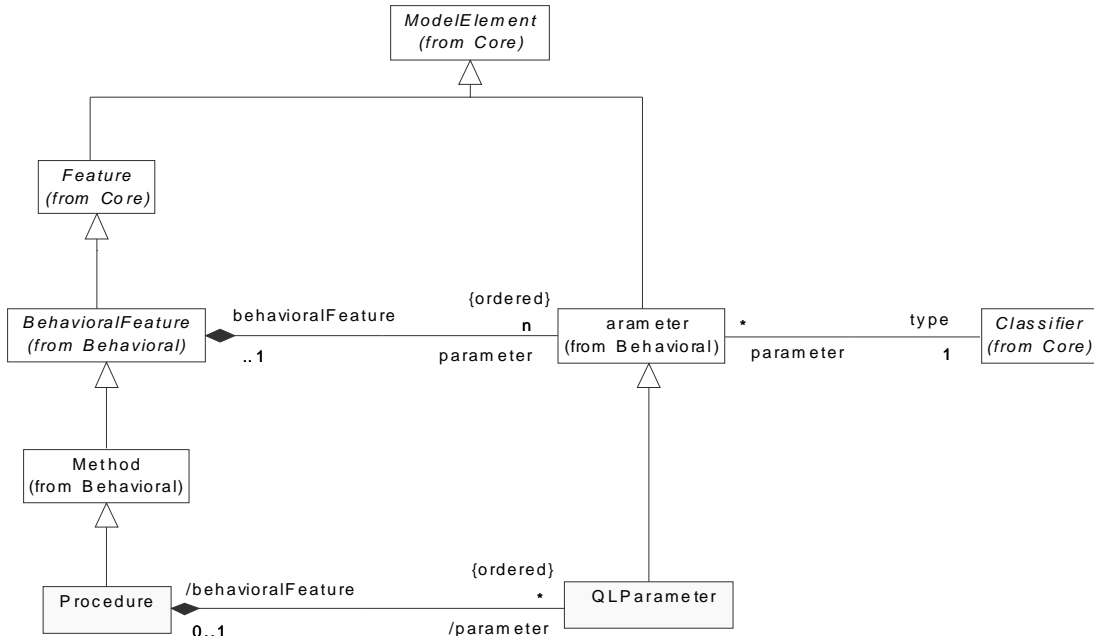 ModelElement
(from Core)
Feature
(from Core)
{ordered}
BehavioralFeature
(from Behavioral)
behavioralFeature
..1
n
parameter
arameter
(from Behavioral)
*
parameter
type
1
Classifier
(from Core)
Method
(from Behavioral)
{ordered}
Procedure
/behavioralFeature
0..1
*
/parameter
QLParameter